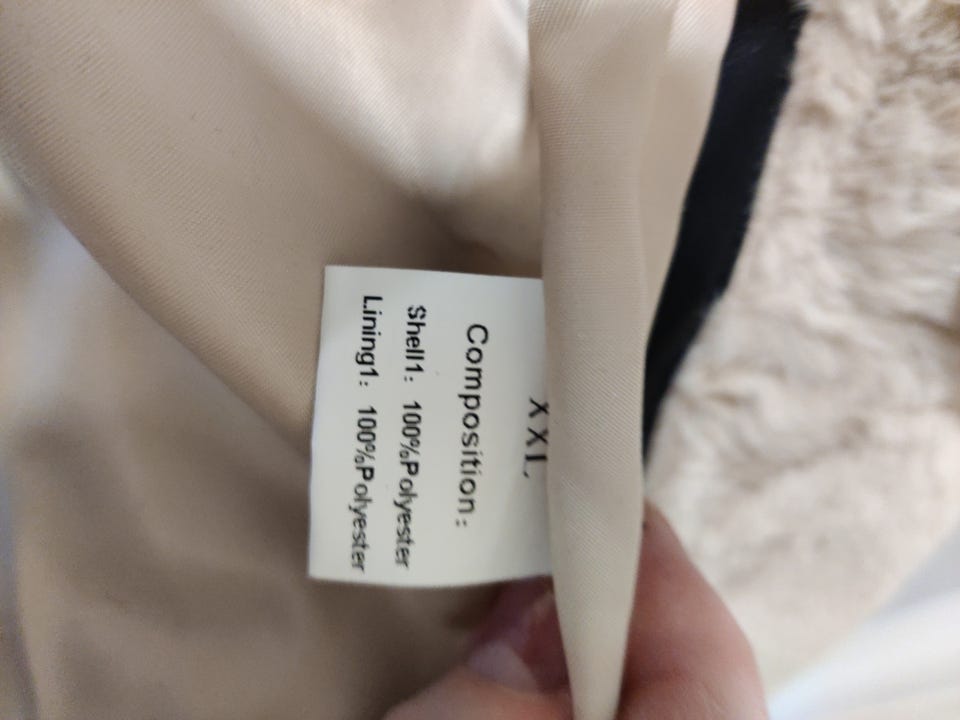 XXL
Composition:
Shell1: 100%Polyester
Lining1: 100%Polyester